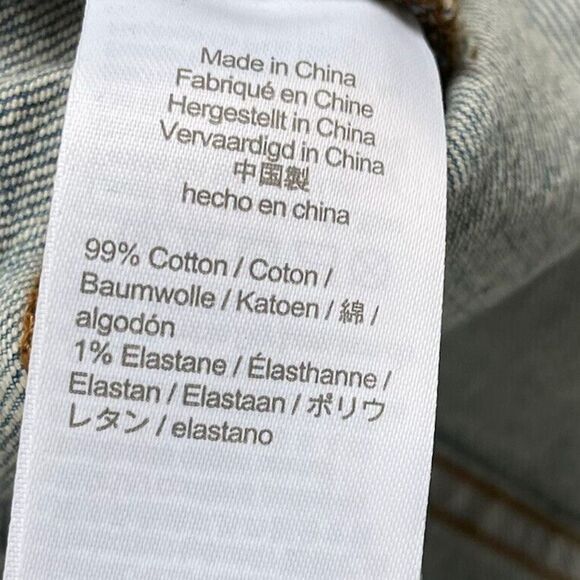 Made in China
Fabriqué en Chine
Hergestellt in China
Vervaardigd in China
中国製
hecho en china
99% Cotton / Coton /
Baumwolle / Katoen / 綿 /
algodón
1% Elastane / Élasthanne /
Elastan / Elastaan / ポリウ
レタン / elastano